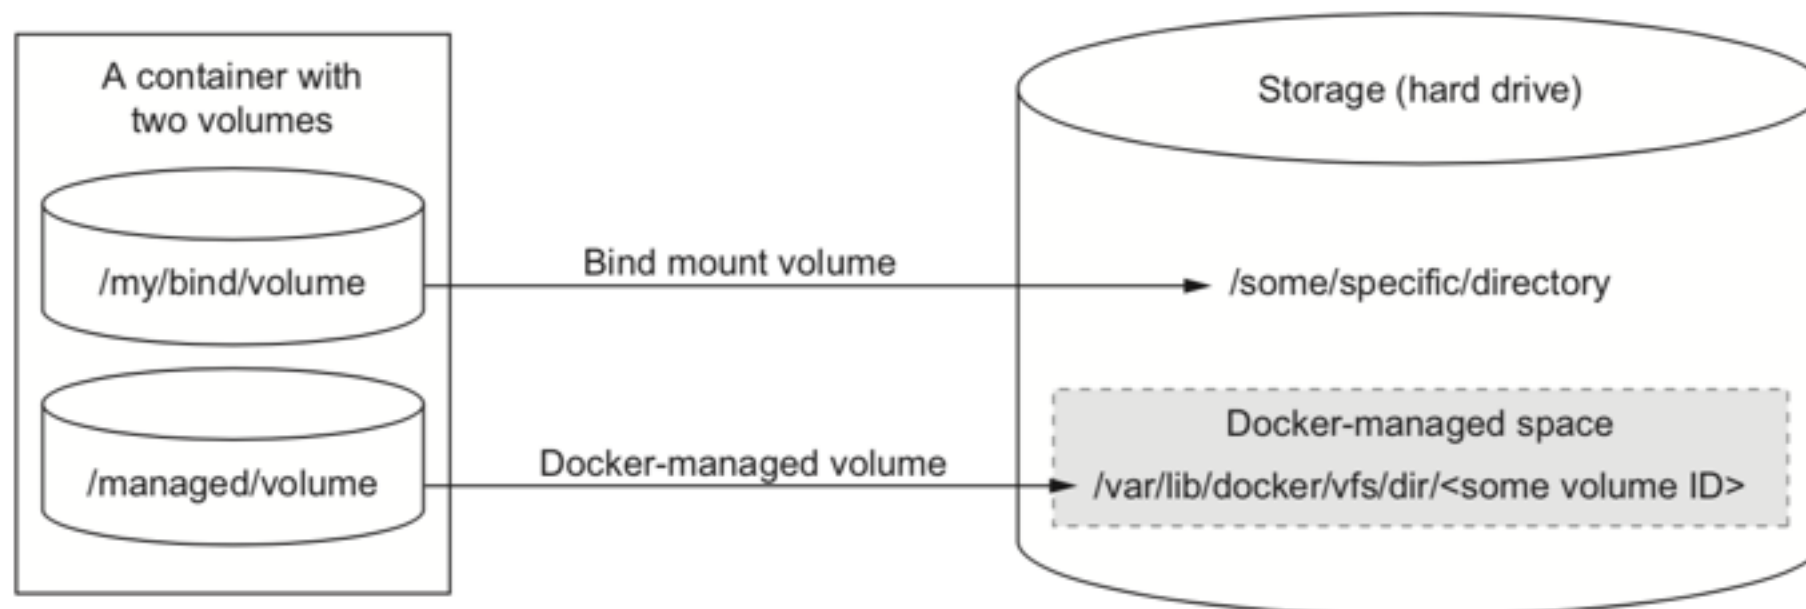 A container with
two volumes
Storage (hard drive)
/my/bind/volume
Bind mount volume
/some/specific/directory
/managed/volume
Docker-managed volume
Docker-managed space
/var/lib/docker/vfs/dir/<some volume ID>